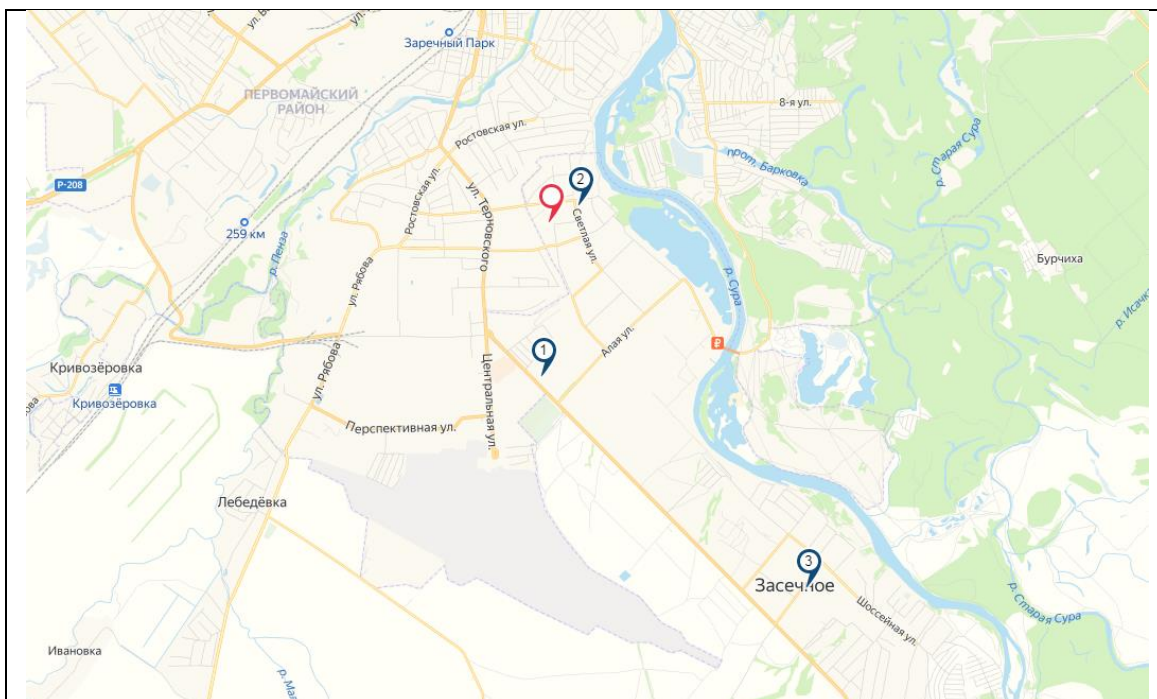 Заречный Парк
ПЕРВОМАЙСКИЙ
РАЙОН
Ростовская ул.
8-я ул.
р. Старая Сура
прот. Барковка
Р-208
Ростовская ул.
ул. Терновского
2
Светлая ул.
259 км
р. Пенза
ул. Рябова
р. Сура
Бурчиха
Кривозёровка
Кривозёровка
ул. Рябова
1
Алая ул.
₽
Центральная ул.
Перспективная ул.
Лебедёвка
3
Засечное
Шоссейная ул.
р. Старая Сура
Ивановка